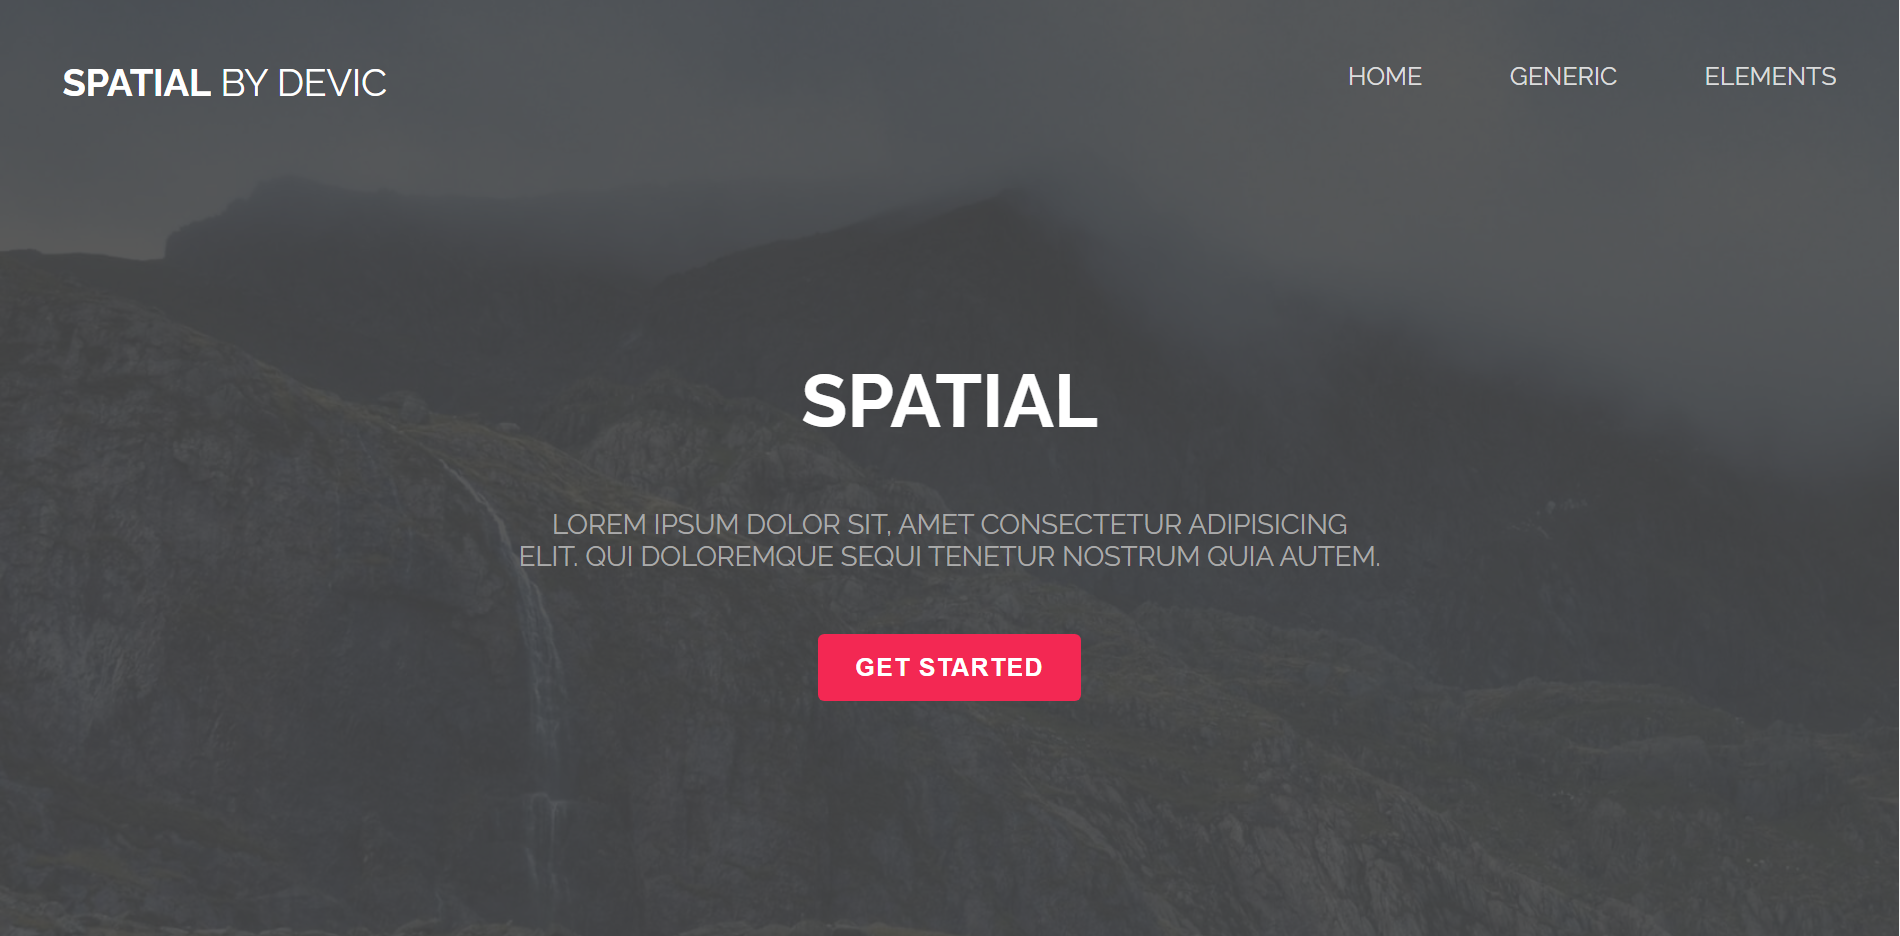 SPATIAL BY DEVIC
HOME GENERIC ELEMENTS
SPATIAL
LOREM IPSUM DOLOR SIT, AMET CONSECTETUR ADIPISICING
ELIT. QUI DOLOREMQUE SEQUI TENETUR NOSTRUM QUIA AUTEM.
GET STARTED